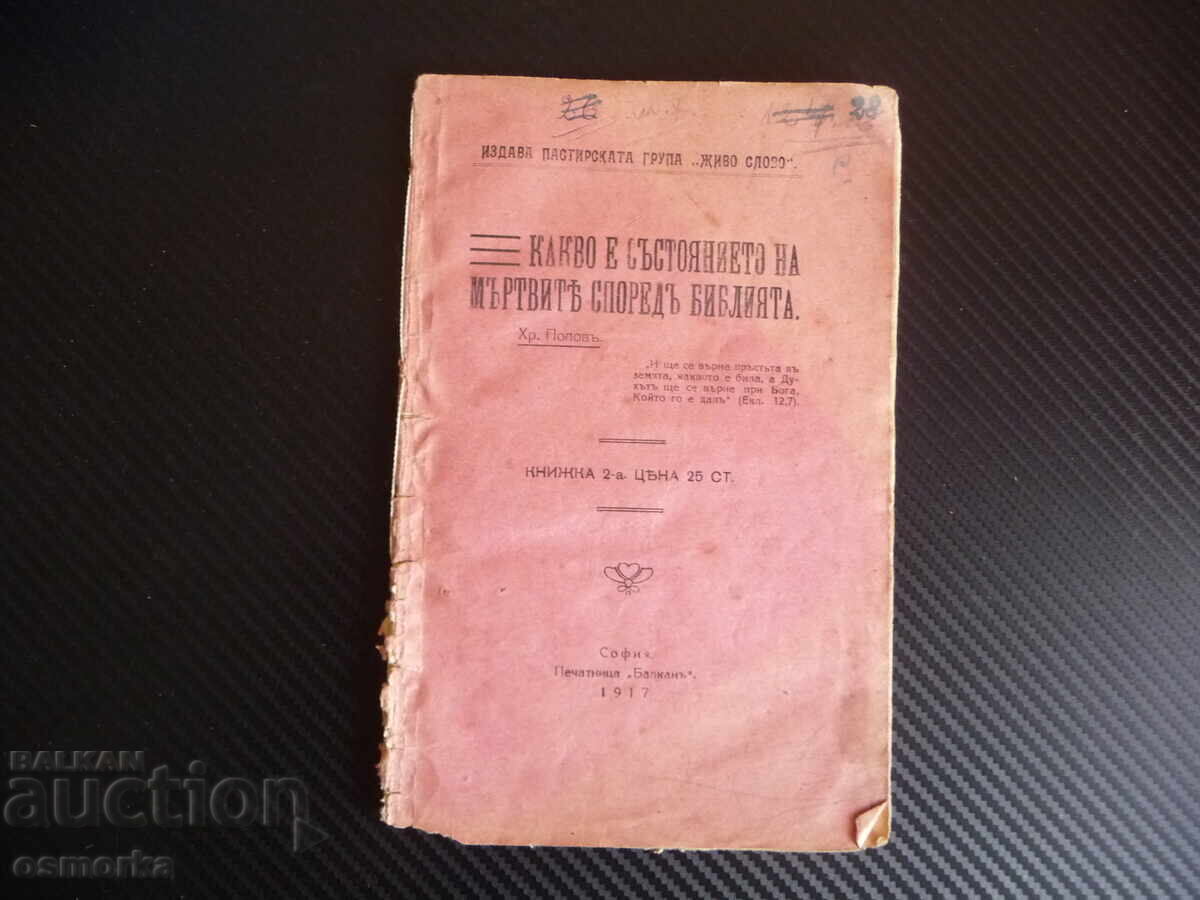 28
ИЗДАВА ПАСТИРСКАТА ГРУПА „ЖИВО СЛОВО“.
КАКВО Е СЪСТОЯНИЕТО НА
МЪРТВИТѢ СПОРЕДЪ БИБЛИЯТА.
Хр. Поповъ.
„И ще се върне пръстьта въ
земята, каквото е била, а Ду-
хътъ ще се върне при Бога,
Който го е далъ“ (Екл. 12,7).
КНИЖКА 2-а. ЦѢНА 25 СТ.
София.
Печатница „Балканъ“.
1917
BALKAN
auction
osmorka